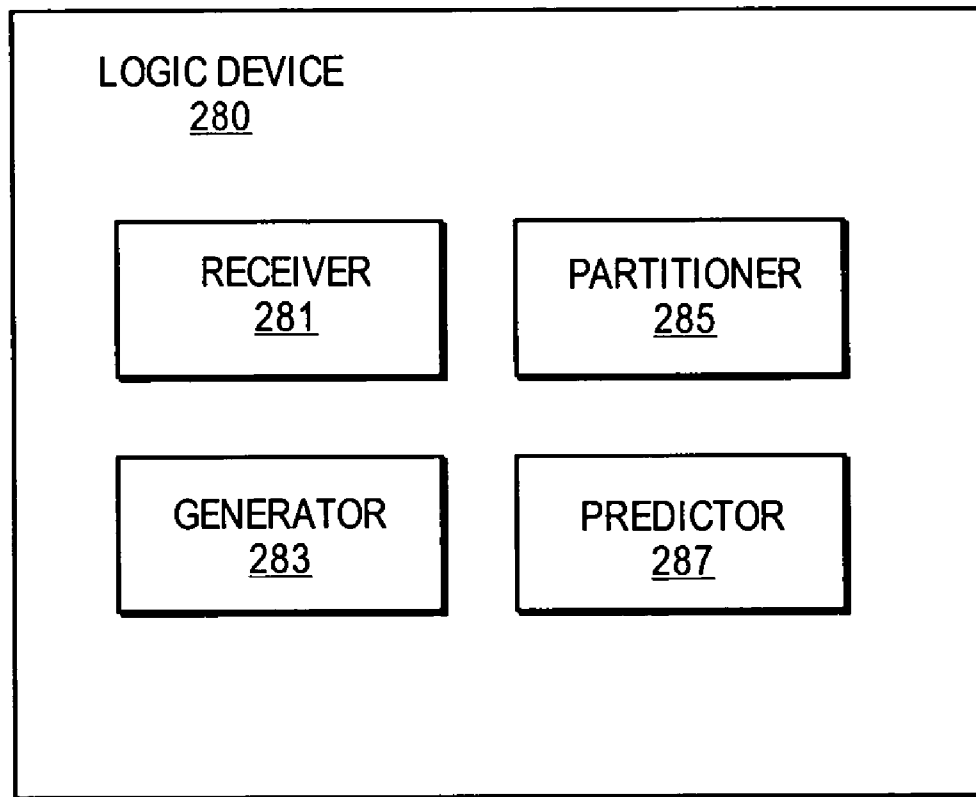 LOGIC DEVICE
280
RECEIVER
281
PARTITIONER
285
GENERATOR
283
PREDICTOR
287